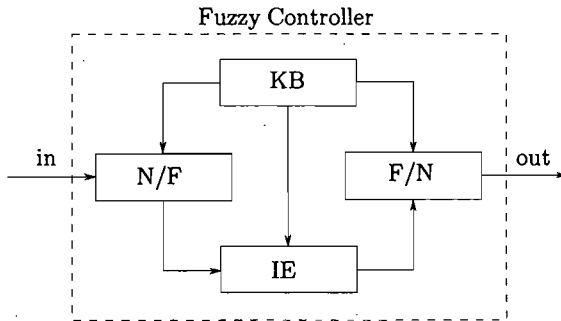 Fuzzy Controller
KB
in
N/F
F/N
out
IE